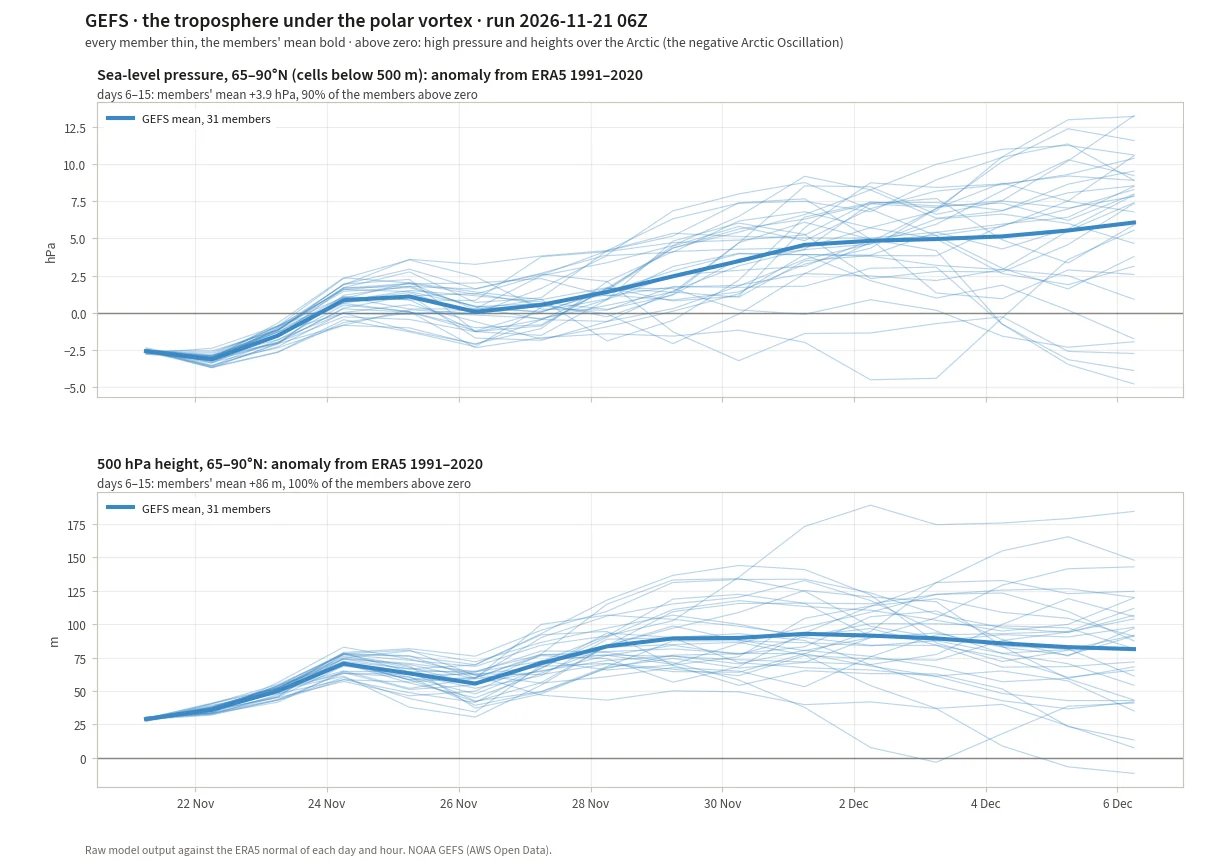 GEFS · the troposphere under the polar vortex · run 2026-11-21 06Z
every member thin, the members' mean bold · above zero: high pressure and heights over the Arctic (the negative Arctic Oscillation)
Sea-level pressure, 65–90°N (cells below 500 m): anomaly from ERA5 1991–2020
days 6–15: members' mean +3.9 hPa, 90% of the members above zero
GEFS mean, 31 members
12.5
10.0
7.5
5.0
2.5
0.0
−2.5
−5.0
hPa
500 hPa height, 65–90°N: anomaly from ERA5 1991–2020
days 6–15: members' mean +86 m, 100% of the members above zero
GEFS mean, 31 members
175
150
125
100
75
50
25
0
m
22 Nov 24 Nov 26 Nov 28 Nov 30 Nov 2 Dec 4 Dec 6 Dec
Raw model output against the ERA5 normal of each day and hour. NOAA GEFS (AWS Open Data).